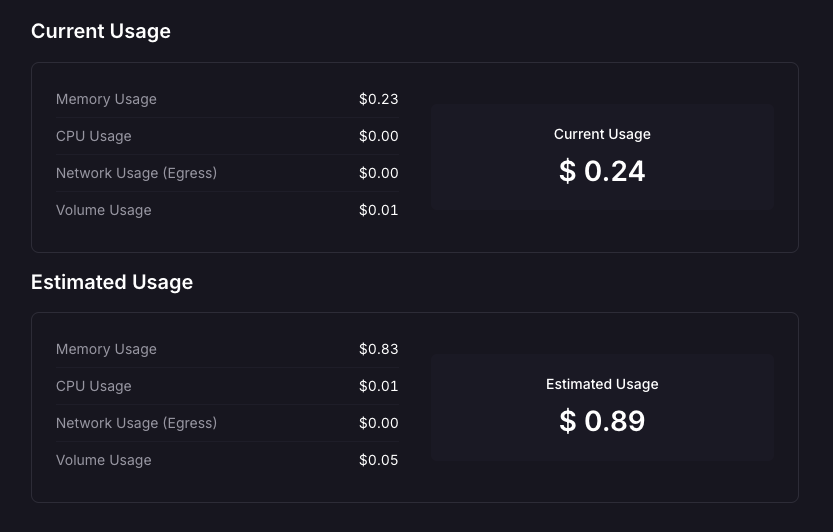 Current Usage
Memory Usage $0.23
CPU Usage $0.00
Network Usage (Egress) $0.00
Volume Usage $0.01
Current Usage
$ 0.24
Estimated Usage
Memory Usage $0.83
CPU Usage $0.01
Network Usage (Egress) $0.00
Volume Usage $0.05
Estimated Usage
$ 0.89